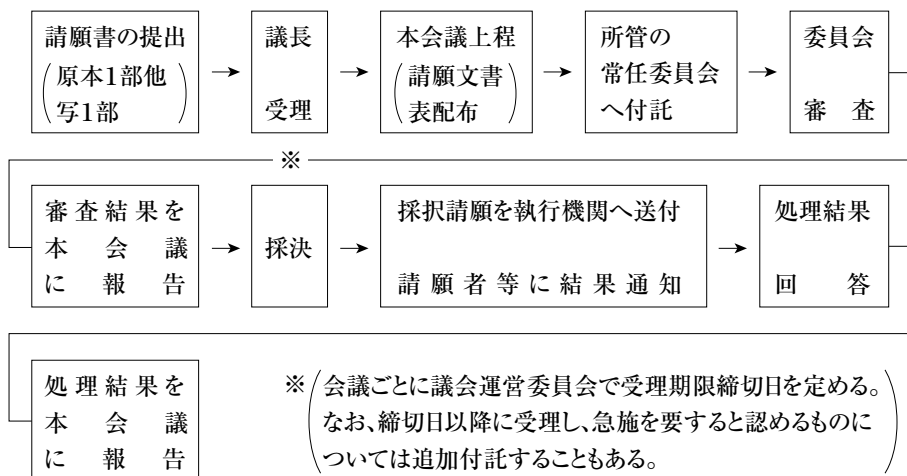 請願書の提出
(原本1部他
写1部)
→
議長
受理
→
本会議上程
(請願文書
表配布)
→
所管の
常任委員会
へ付託
→
委員会
審査
※
審査結果を
本会議
に報告
→
採決
→
採択請願を執行機関へ送付
請願者等に結果通知
→
処理結果
回答
処理結果を
本会議
に報告
※(会議ごとに議会運営委員会で受理期限締切日を定める。
なお、締切日以降に受理し、急施を要すると認めるものに
ついては追加付託することもある。)